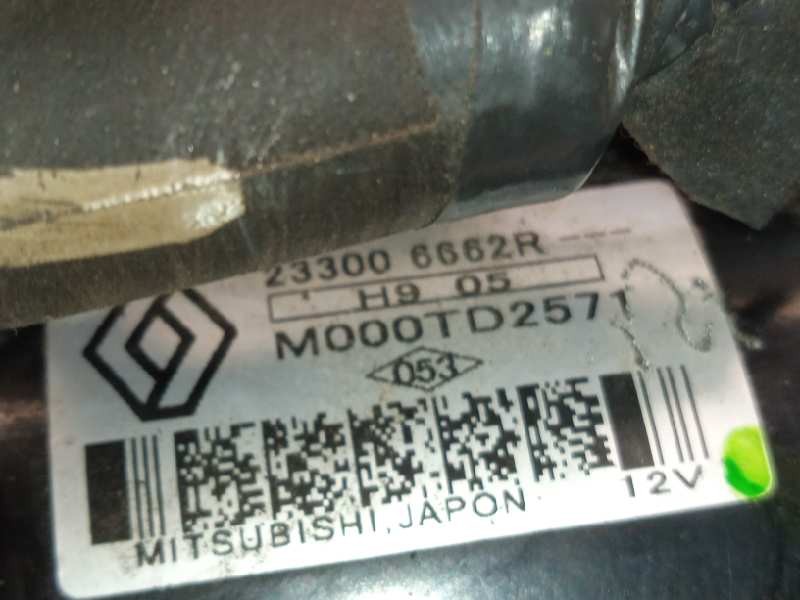 23300 6662R---
H9 05
M000TD2571
053
12V
MITSUBISHI, JAPON